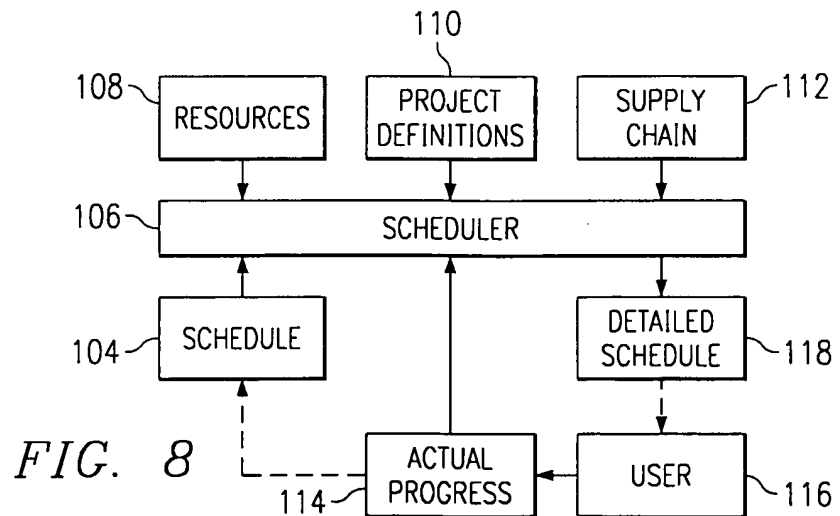 110
108
RESOURCES
PROJECT
DEFINITIONS
SUPPLY
CHAIN
112
106
SCHEDULER
104
SCHEDULE
DETAILED
SCHEDULE
118
FIG. 8
114
ACTUAL
PROGRESS
USER
116